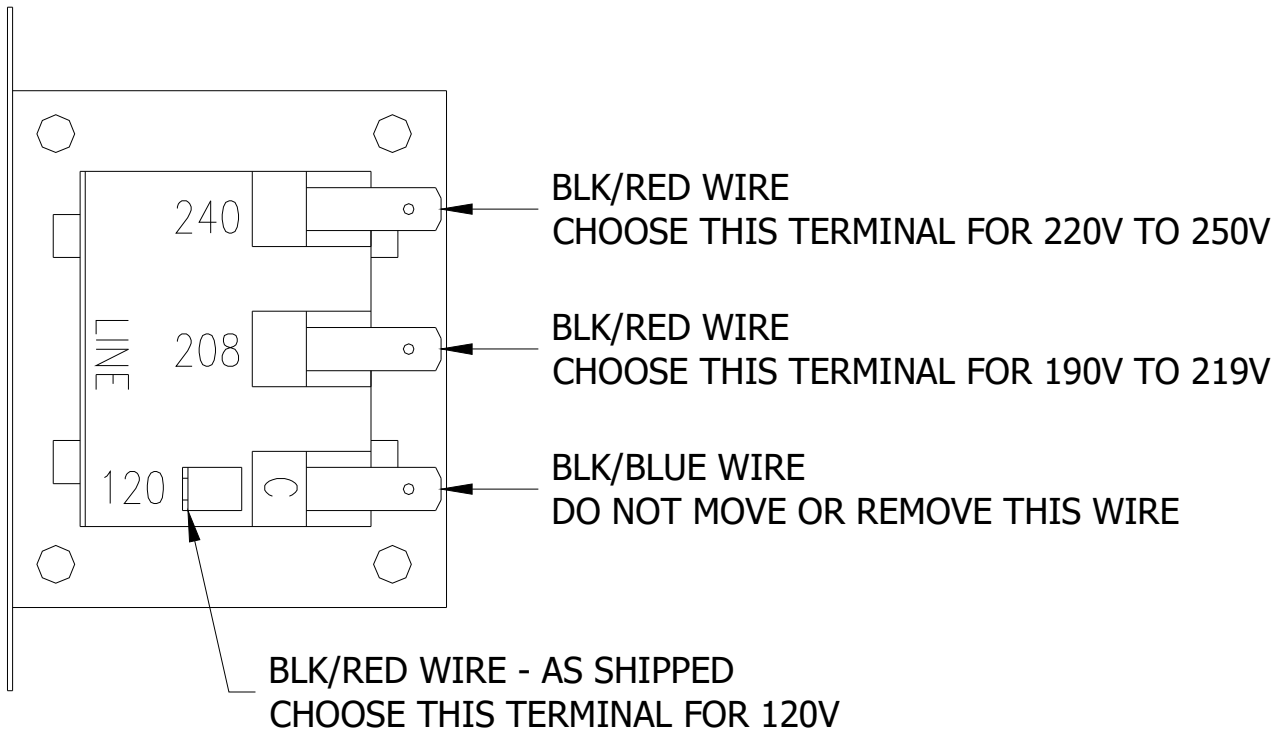 240
BLK/RED WIRE
CHOOSE THIS TERMINAL FOR 220V TO 250V
LINE
208
BLK/RED WIRE
CHOOSE THIS TERMINAL FOR 190V TO 219V
120
C
BLK/BLUE WIRE
DO NOT MOVE OR REMOVE THIS WIRE
BLK/RED WIRE - AS SHIPPED
CHOOSE THIS TERMINAL FOR 120V